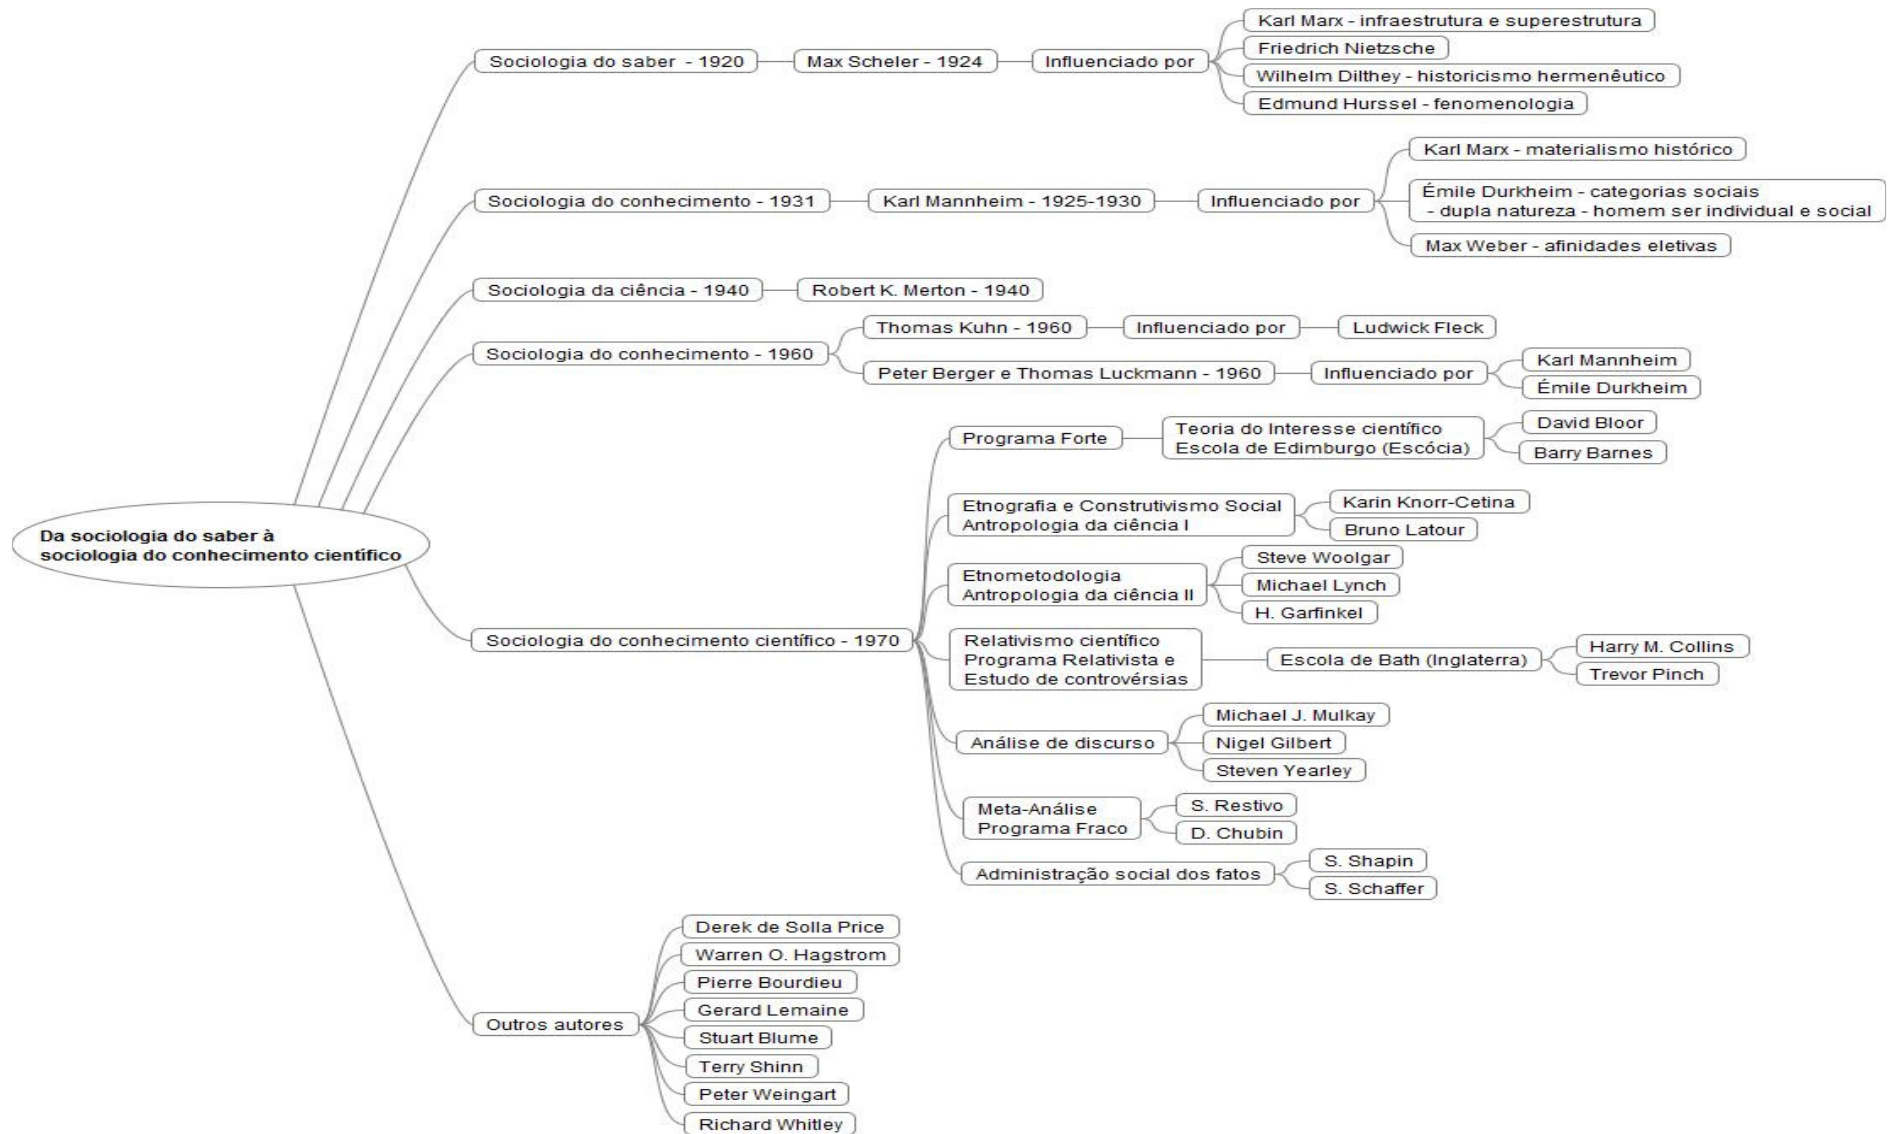 Da sociologia do saber à
sociologia do conhecimento científico
Sociologia do saber - 1920
Max Scheler - 1924
Influenciado por
Karl Marx - infraestrutura e superestrutura
Friedrich Nietzsche
Wilhelm Dilthey - historicismo hermenêutico
Edmund Hurssel - fenomenologia
Sociologia do conhecimento - 1931
Karl Mannheim - 1925-1930
Influenciado por
Karl Marx - materialismo histórico
Émile Durkheim - categorias sociais
- dupla natureza - homem ser individual e social
Max Weber - afinidades eletivas
Sociologia da ciência - 1940
Robert K. Merton - 1940
Sociologia do conhecimento - 1960
Thomas Kuhn - 1960
Influenciado por
Ludwick Fleck
Peter Berger e Thomas Luckmann - 1960
Influenciado por
Karl Mannheim
Émile Durkheim
Sociologia do conhecimento científico - 1970
Programa Forte
Teoria do Interesse científico
Escola de Edimburgo (Escócia)
David Bloor
Barry Barnes
Etnografia e Construtivismo Social
Antropologia da ciência I
Karin Knorr-Cetina
Bruno Latour
Etnometodologia
Antropologia da ciência II
Steve Woolgar
Michael Lynch
H. Garfinkel
Relativismo científico
Programa Relativista e
Estudo de controvérsias
Escola de Bath (Inglaterra)
Harry M. Collins
Trevor Pinch
Análise de discurso
Michael J. Mulkay
Nigel Gilbert
Steven Yearley
Meta-Análise
Programa Fraco
S. Restivo
D. Chubin
Administração social dos fatos
S. Shapin
S. Schaffer
Outros autores
Derek de Solla Price
Warren O. Hagstrom
Pierre Bourdieu
Gerard Lemaine
Stuart Blume
Terry Shinn
Peter Weingart
Richard Whitley